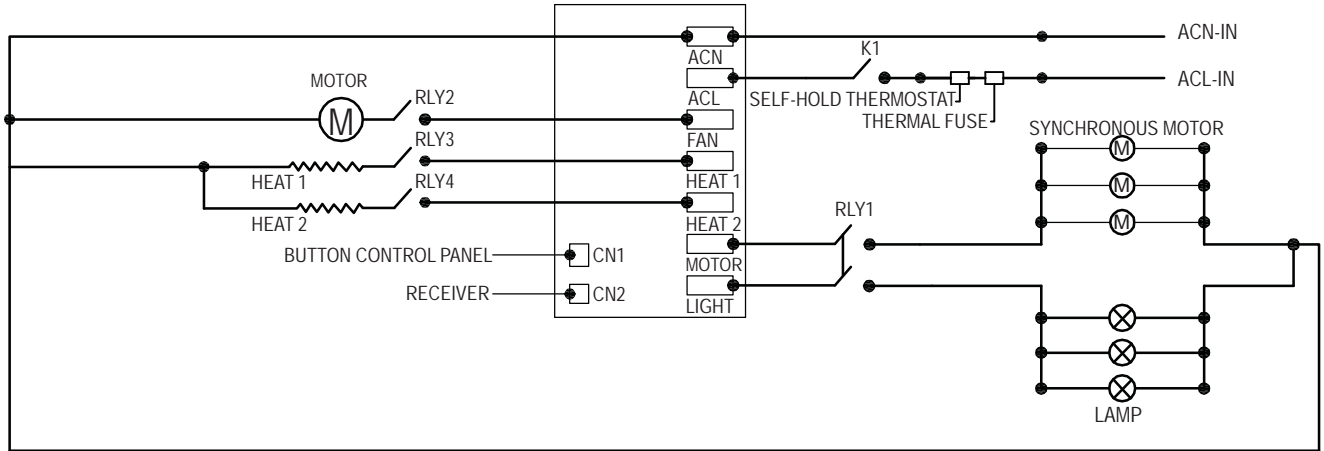 ACN-IN
K1
ACN
MOTOR
ACL-IN
RLY2
SELF-HOLD THERMOSTAT
ACL
THERMAL FUSE
M
SYNCHRONOUS MOTOR
RLY3
FAN
M
HEAT 1
HEAT 1
RLY4
M
RLY1
HEAT 2
HEAT 2
M
BUTTON CONTROL PANEL
CN1
MOTOR
RECEIVER
CN2
LIGHT
LAMP